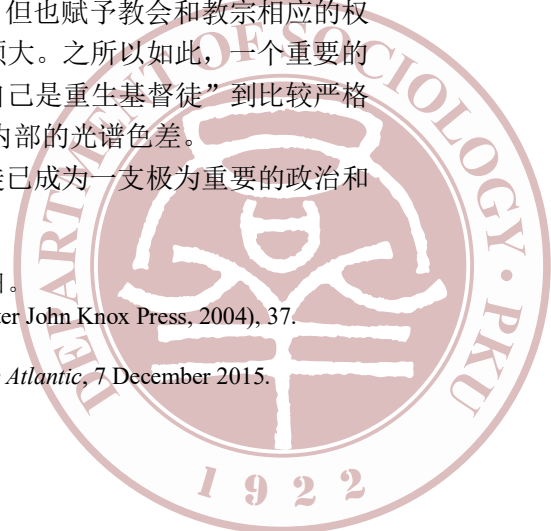 但也赋予教会和教宗相应的权
颇大。之所以如此，一个重要的
自己是重生基督徒”到比较严格
内部的光谱色差。
徒已成为一支极为重要的政治和
ter John Knox Press, 2004), 37.
Atlantic, 7 December 2015.
DEPARTMENT OF SOCIOLOGY · PKU
1922